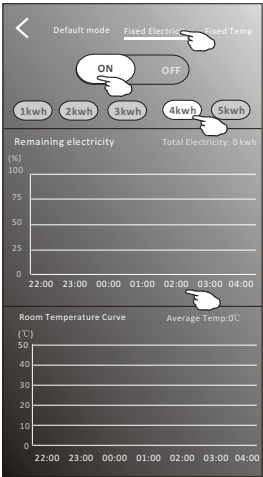 Default mode Fixed Electric Fixed Temp
ON OFF
1kwh 2kwh 3kwh 4kwh 5kwh
Remaining electricity Total Electricity: 0 kwh
(%)
100
75
50
25
0
22:00 23:00 00:00 01:00 02:00 03:00 04:00
Room Temperature Curve Average Temp:0℃
(℃)
50
40
30
20
10
0
22:00 23:00 00:00 01:00 02:00 03:00 04:00